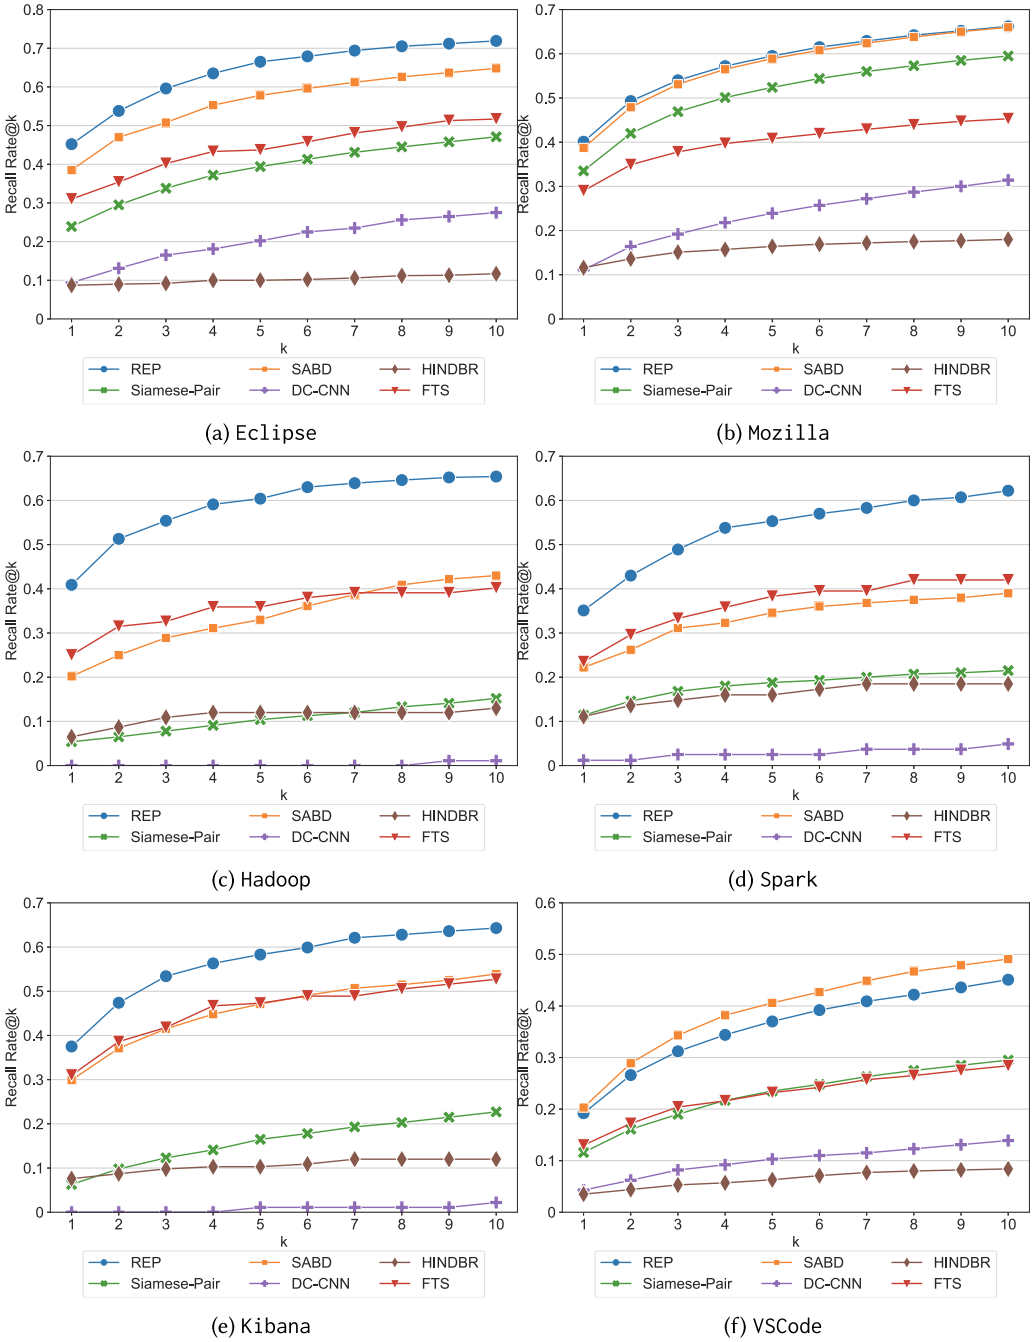 0.8
0.7
0.6
0.5
0.4
0.3
0.2
0.1
0
Recall Rate@k
1 2 3 4 5 6 7 8 9 10
k
REP SABD HINDBR
Siamese-Pair DC-CNN FTS
(a) Eclipse
0.7
0.6
0.5
0.4
0.3
0.2
0.1
0
Recall Rate@k
1 2 3 4 5 6 7 8 9 10
k
REP SABD HINDBR
Siamese-Pair DC-CNN FTS
(b) Mozilla
0.7
0.6
0.5
0.4
0.3
0.2
0.1
0
Recall Rate@k
1 2 3 4 5 6 7 8 9 10
k
REP SABD HINDBR
Siamese-Pair DC-CNN FTS
(c) Hadoop
0.7
0.6
0.5
0.4
0.3
0.2
0.1
0
Recall Rate@k
1 2 3 4 5 6 7 8 9 10
k
REP SABD HINDBR
Siamese-Pair DC-CNN FTS
(d) Spark
0.7
0.6
0.5
0.4
0.3
0.2
0.1
0
Recall Rate@k
1 2 3 4 5 6 7 8 9 10
k
REP SABD HINDBR
Siamese-Pair DC-CNN FTS
(e) Kibana
0.6
0.5
0.4
0.3
0.2
0.1
0
Recall Rate@k
1 2 3 4 5 6 7 8 9 10
k
REP SABD HINDBR
Siamese-Pair DC-CNN FTS
(f) VSCode